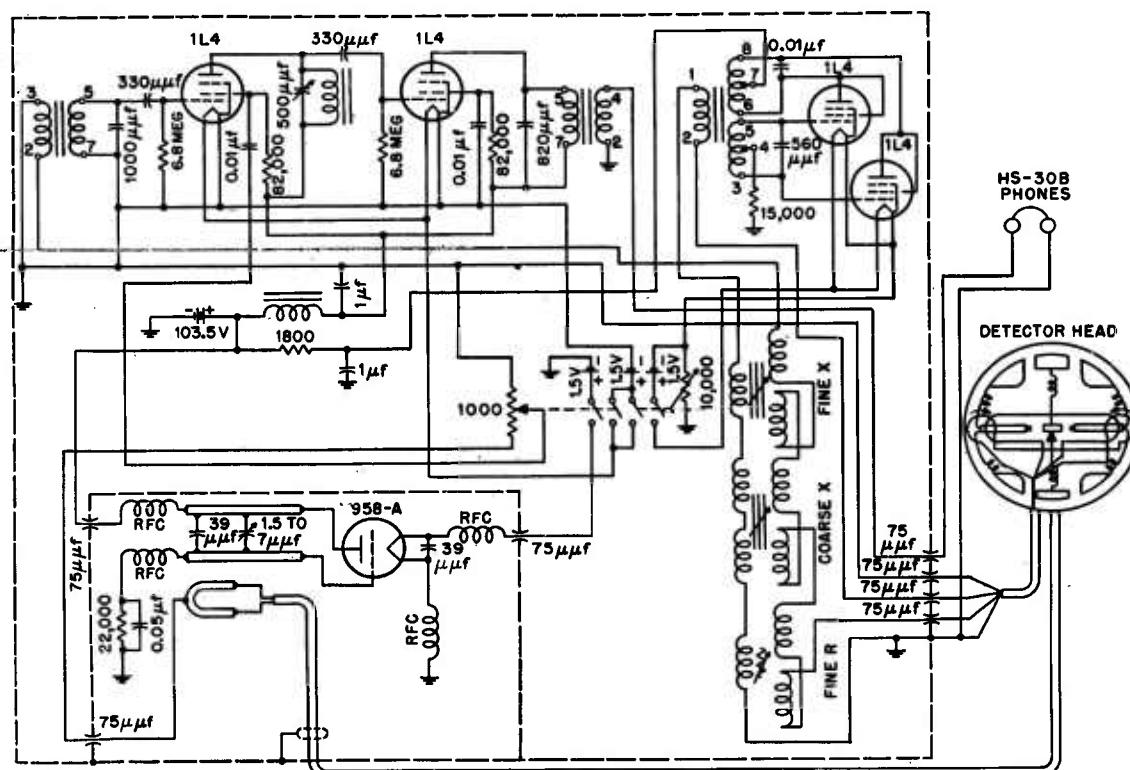 1L4
330μμf
1L4
8
0.01μf
7
1L4
1
3
5
330μμf
500μμf
4
6
5
4
560
μμf
1L4
2
7
1000μμf
6.8 MEG
0.01μf
82,000
6.8 MEG
0.01μf
82,000
820μμf
7
2
2
3
15,000
HS-30B
PHONES
1μf
- +
103.5V
1800
1μf
DETECTOR HEAD
1.5V
- +
1.5V
- +
1.5V
- +
10,000
1000
FINE X
COARSE X
FINE R
RFC
39
μμf
1.5 TO
7μμf
958-A
RFC
39
μμf
75μμf
75μμf
RFC
22,000
0.05μf
RFC
75
μμf
75μμf
75μμf
75μμf
75μμf